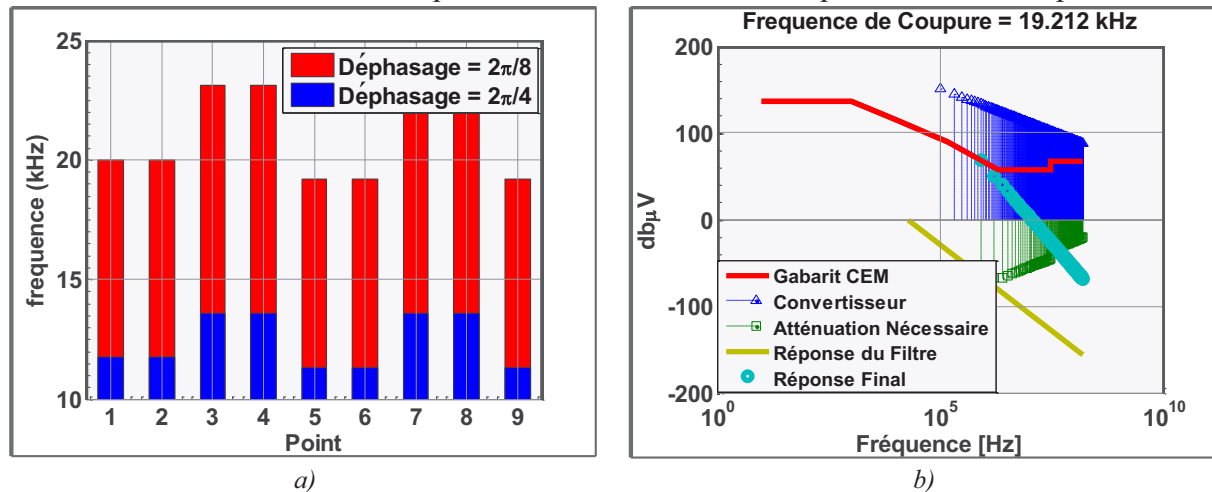 25
20
15
10
frequence (kHz)
Déphasage = 2π/8
Déphasage = 2π/4
1 2 3 4 5 6 7 8 9
Point
a)
Frequence de Coupure = 19.212 kHz
200
100
0
-100
-200
dbµV
Gabarit CEM
Convertisseur
Atténuation Nécessaire
Réponse du Filtre
Réponse Final
10^0 10^5 10^10
Fréquence [Hz]
b)